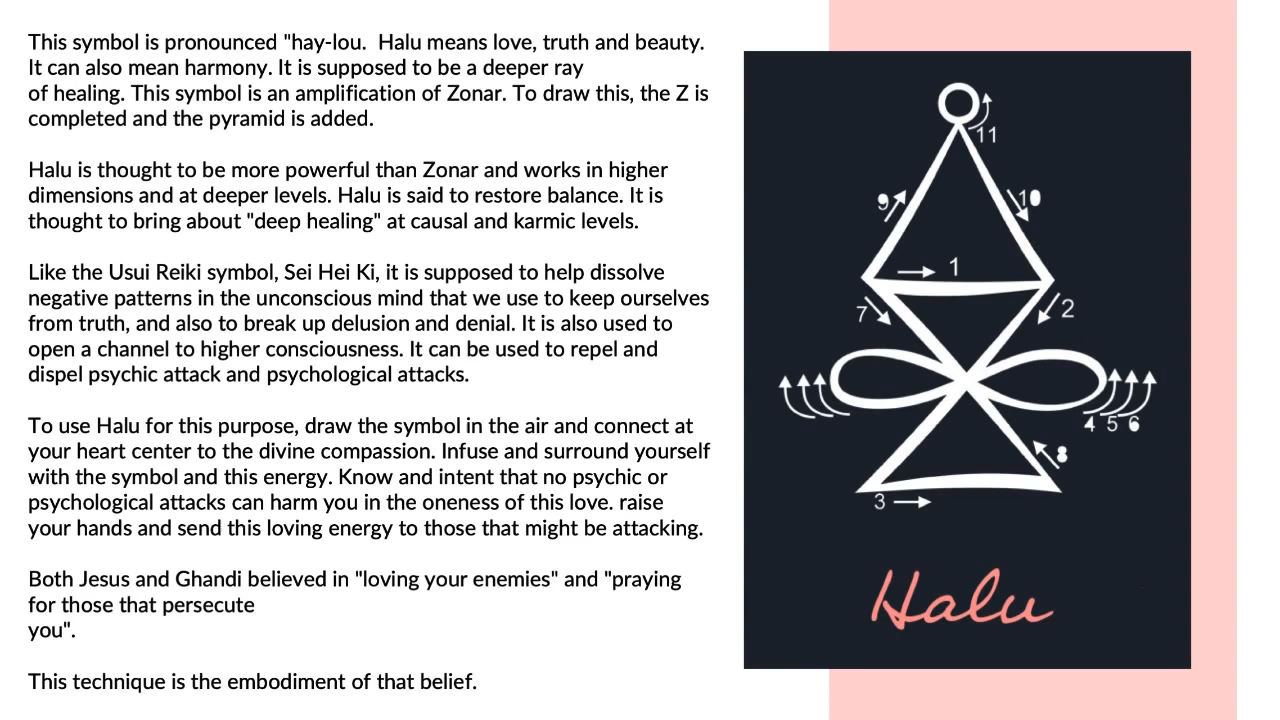 This symbol is pronounced "hay-lou.  Halu means love, truth and beauty.
It can also mean harmony. It is supposed to be a deeper ray
of healing. This symbol is an amplification of Zonar. To draw this, the Z is
completed and the pyramid is added.
Halu is thought to be more powerful than Zonar and works in higher
dimensions and at deeper levels. Halu is said to restore balance. It is
thought to bring about "deep healing" at causal and karmic levels.
Like the Usui Reiki symbol, Sei Hei Ki, it is supposed to help dissolve
negative patterns in the unconscious mind that we use to keep ourselves
from truth, and also to break up delusion and denial. It is also used to
open a channel to higher consciousness. It can be used to repel and
dispel psychic attack and psychological attacks.
To use Halu for this purpose, draw the symbol in the air and connect at
your heart center to the divine compassion. Infuse and surround yourself
with the symbol and this energy. Know and intent that no psychic or
psychological attacks can harm you in the oneness of this love. raise
your hands and send this loving energy to those that might be attacking.
Both Jesus and Ghandi believed in "loving your enemies" and "praying
for those that persecute
you".
This technique is the embodiment of that belief.
11
9 10
1
7 2
4 5 6
8
3
Halu